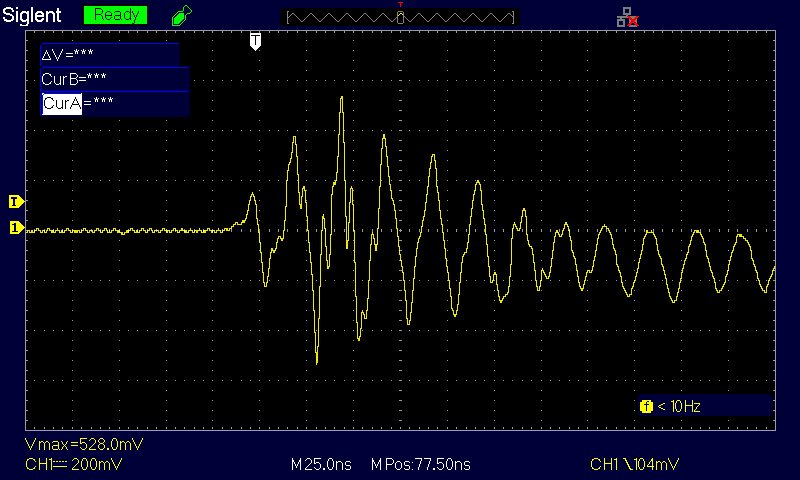 Siglent Ready T
T
ΔV=***
CurB=***
CurA=***
T
1
f < 10Hz
Vmax=528.0mV
CH1 200mV M25.0ns MPos:77.50ns CH1 104mV